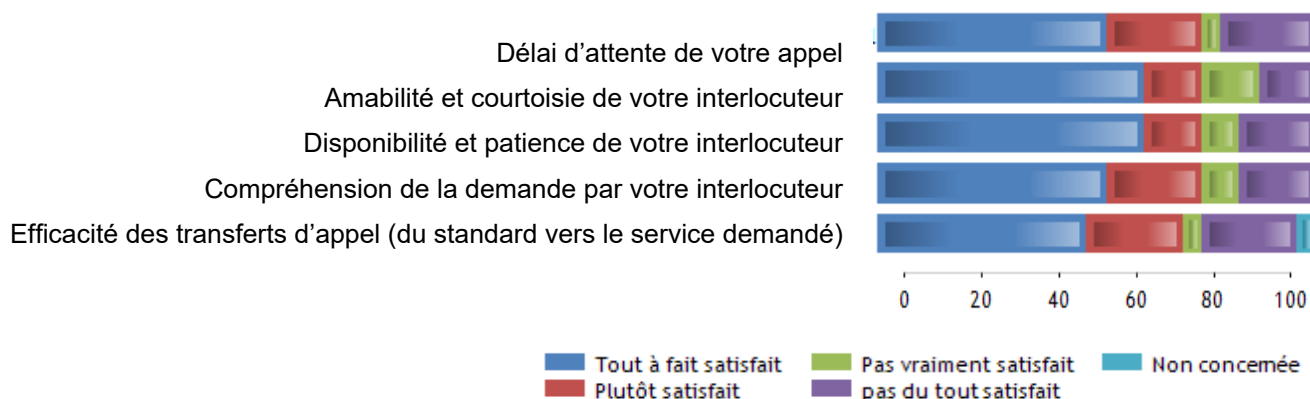 Délai d’attente de votre appel
Amabilité et courtoisie de votre interlocuteur
Disponibilité et patience de votre interlocuteur
Compréhension de la demande par votre interlocuteur
Efficacité des transferts d’appel (du standard vers le service demandé)
0 20 40 60 80 100
Tout à fait satisfait Pas vraiment satisfait Non concernée
Plutôt satisfait pas du tout satisfait